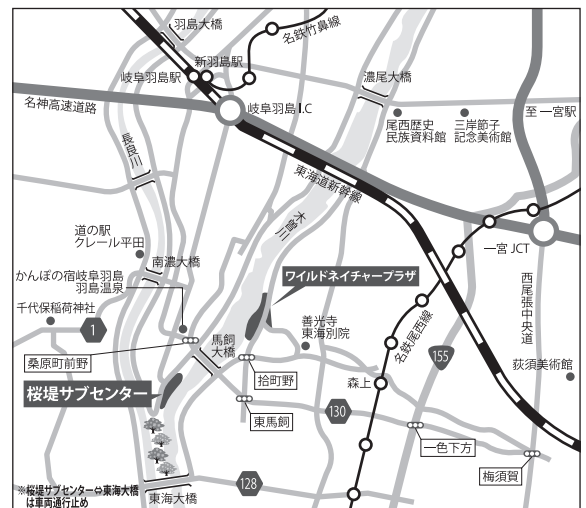 羽島大橋
名鉄竹鼻線
新羽島駅
岐阜羽島駅
濃尾大橋
名神高速道路
岐阜羽島I.C
尾西歴史
民族資料館
三岸節子
記念美術館
至一宮駅
長良川
東海道新幹線
木曽川
道の駅
クレール平田
南濃大橋
一宮JCT
かんぽの宿岐阜羽島
羽島温泉
ワイルドネイチャープラザ
西尾張中央道
千代保稲荷神社
1
馬飼
大橋
善光寺
東海別院
名鉄尾西線
155
桑原町前野
拾町野
荻須美術館
桜堤サブセンター
森上
東馬飼
130
一色下方
梅須賀
128
※桜堤サブセンター⇔東海大橋
は車両通行止め
東海大橋